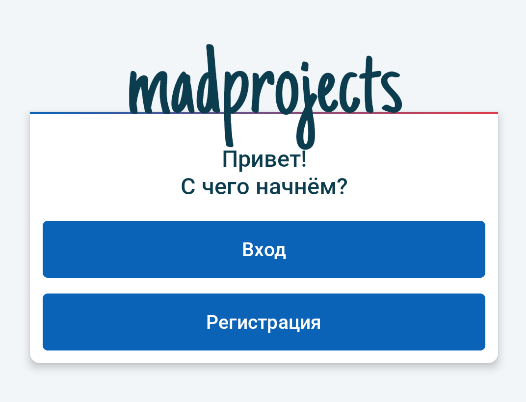 madprojects
Привет!
С чего начнём?
Вход
Регистрация